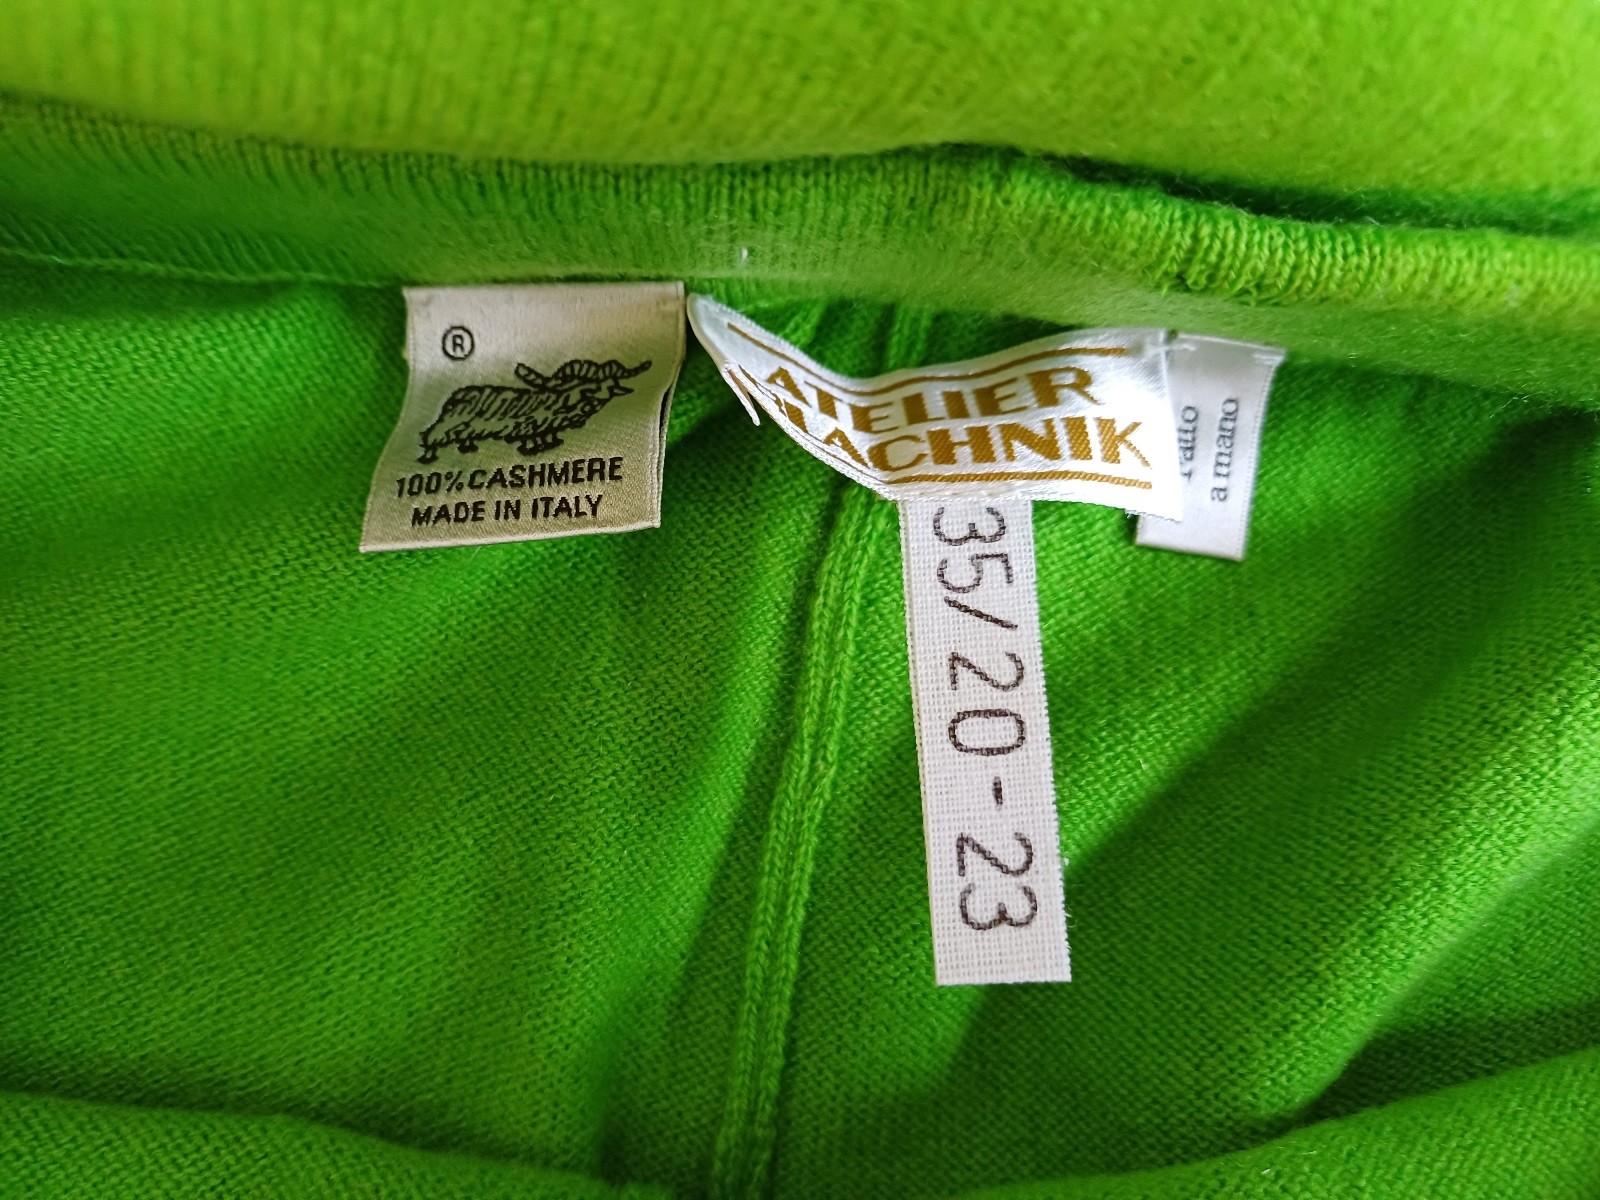 ®
100% CASHMERE
MADE IN ITALY
ATELIER
35/20-23
a mano